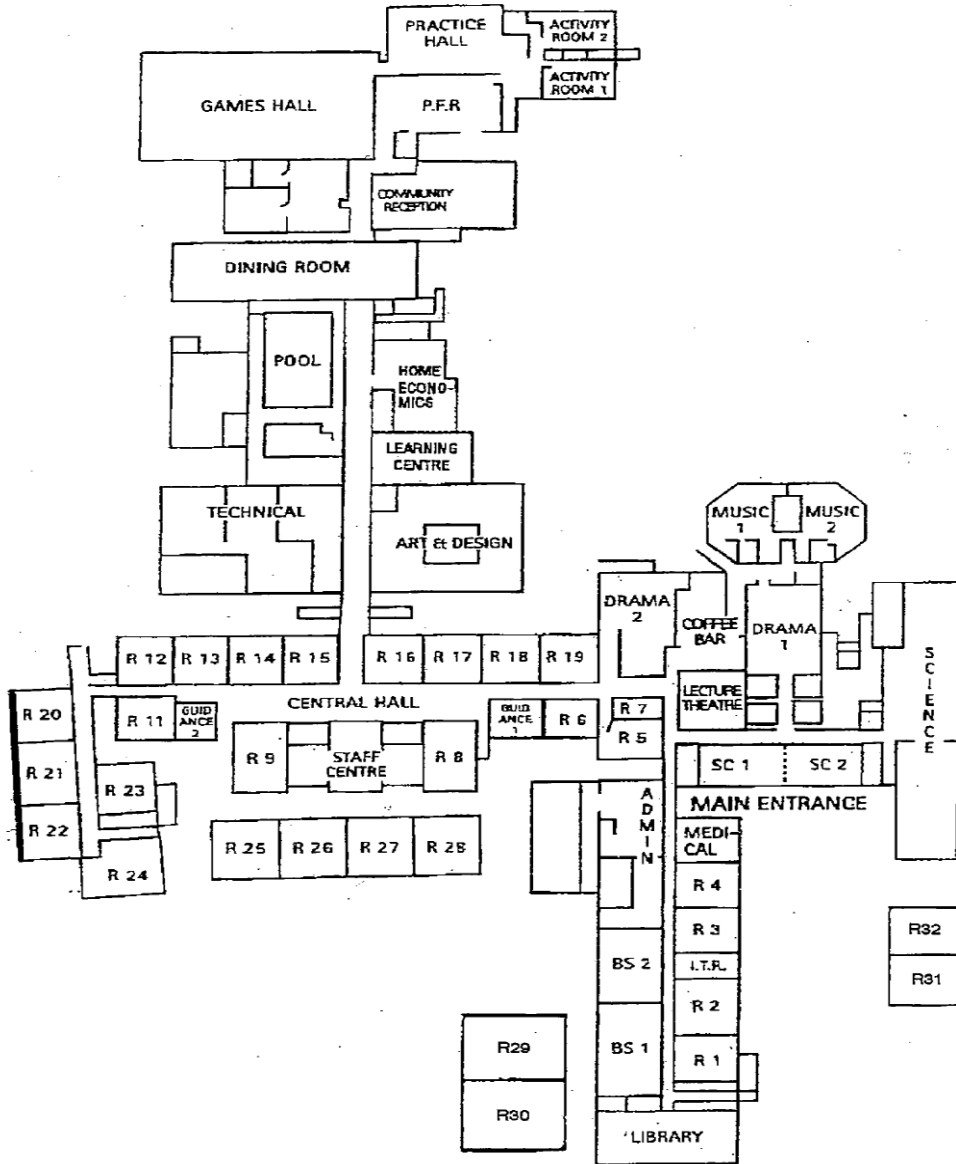 PRACTICE
HALL
ACTIVITY
ROOM 2
ACTIVITY
ROOM 1
GAMES HALL
P.F.R
COMMUNITY
RECEPTION
DINING ROOM
POOL
HOME
ECONO-
MICS
LEARNING
CENTRE
TECHNICAL
ART & DESIGN
MUSIC
1
MUSIC
2
DRAMA
2
COFFEE
BAR
DRAMA
1
SCIENCE
R 12
R 13
R 14
R 15
R 16
R 17
R 18
R 19
LECTURE
THEATRE
CENTRAL HALL
R 20
R 11
GUID
ANCE
2
GUID
ANCE
1
R 6
R 7
R 5
R 21
R 9
STAFF
CENTRE
R 8
SC 1
SC 2
R 23
ADMIN
MAIN ENTRANCE
R 22
R 24
R 25
R 26
R 27
R 28
MEDI-
CAL
R 4
R 3
R32
BS 2
I.T.R.
R31
R 2
R29
BS 1
R 1
R30
LIBRARY